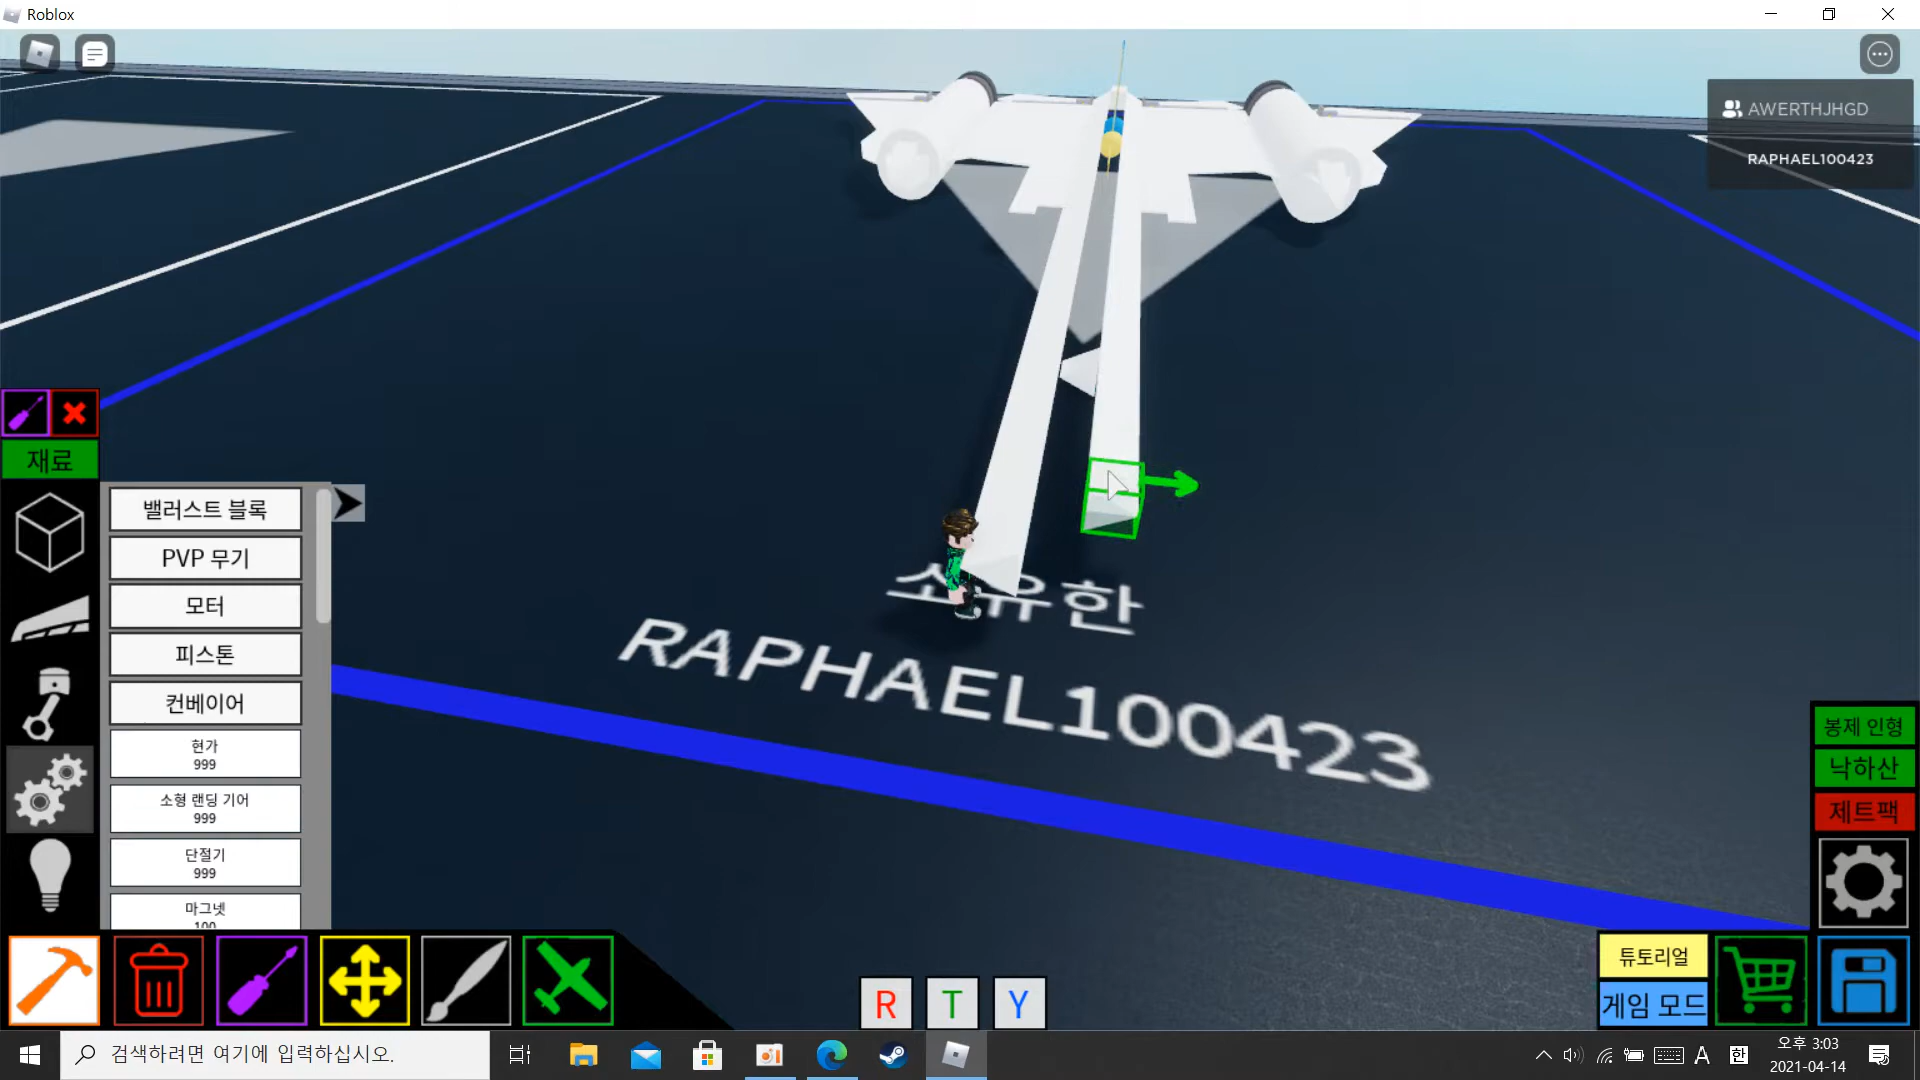 Roblox
AWERTHJHGD
RAPHAEL100423
재료
밸러스트 블록
PVP 무기
모터
피스톤
컨베이어
현가
999
소형 랜딩 기어
999
단절기
999
마그넷
100
소유한
RAPHAEL100423
봉제 인형
낙하산
제트팩
튜토리얼
게임 모드
R
T
Y
검색하려면 여기에 입력하십시오.
A
한
오후 3:03
2021-04-14